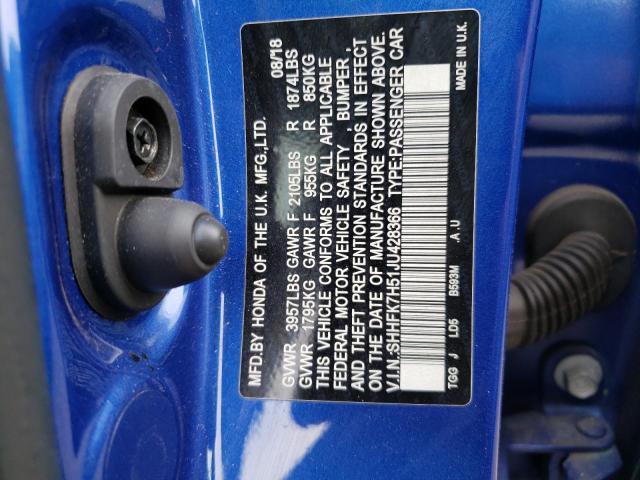 MFD.BY HONDA OF THE U.K. MFG.,LTD. 08/18
GVWR 3957LBS GAWR F 2105LBS R 1874LBS
GVWR 1795KG GAWR F 955KG R 850KG
THIS VEHICLE CONFORMS TO ALL APPLICABLE
FEDERAL MOTOR VEHICLE SAFETY , BUMPER ,
AND THEFT PREVENTION STANDARDS IN EFFECT
ON THE DATE OF MANUFACTURE SHOWN ABOVE.
V.I.N.:SHHFK7H51JU428366 TYPE:PASSENGER CAR
TGG J LD5 B593M .A .U MADE IN U.K.